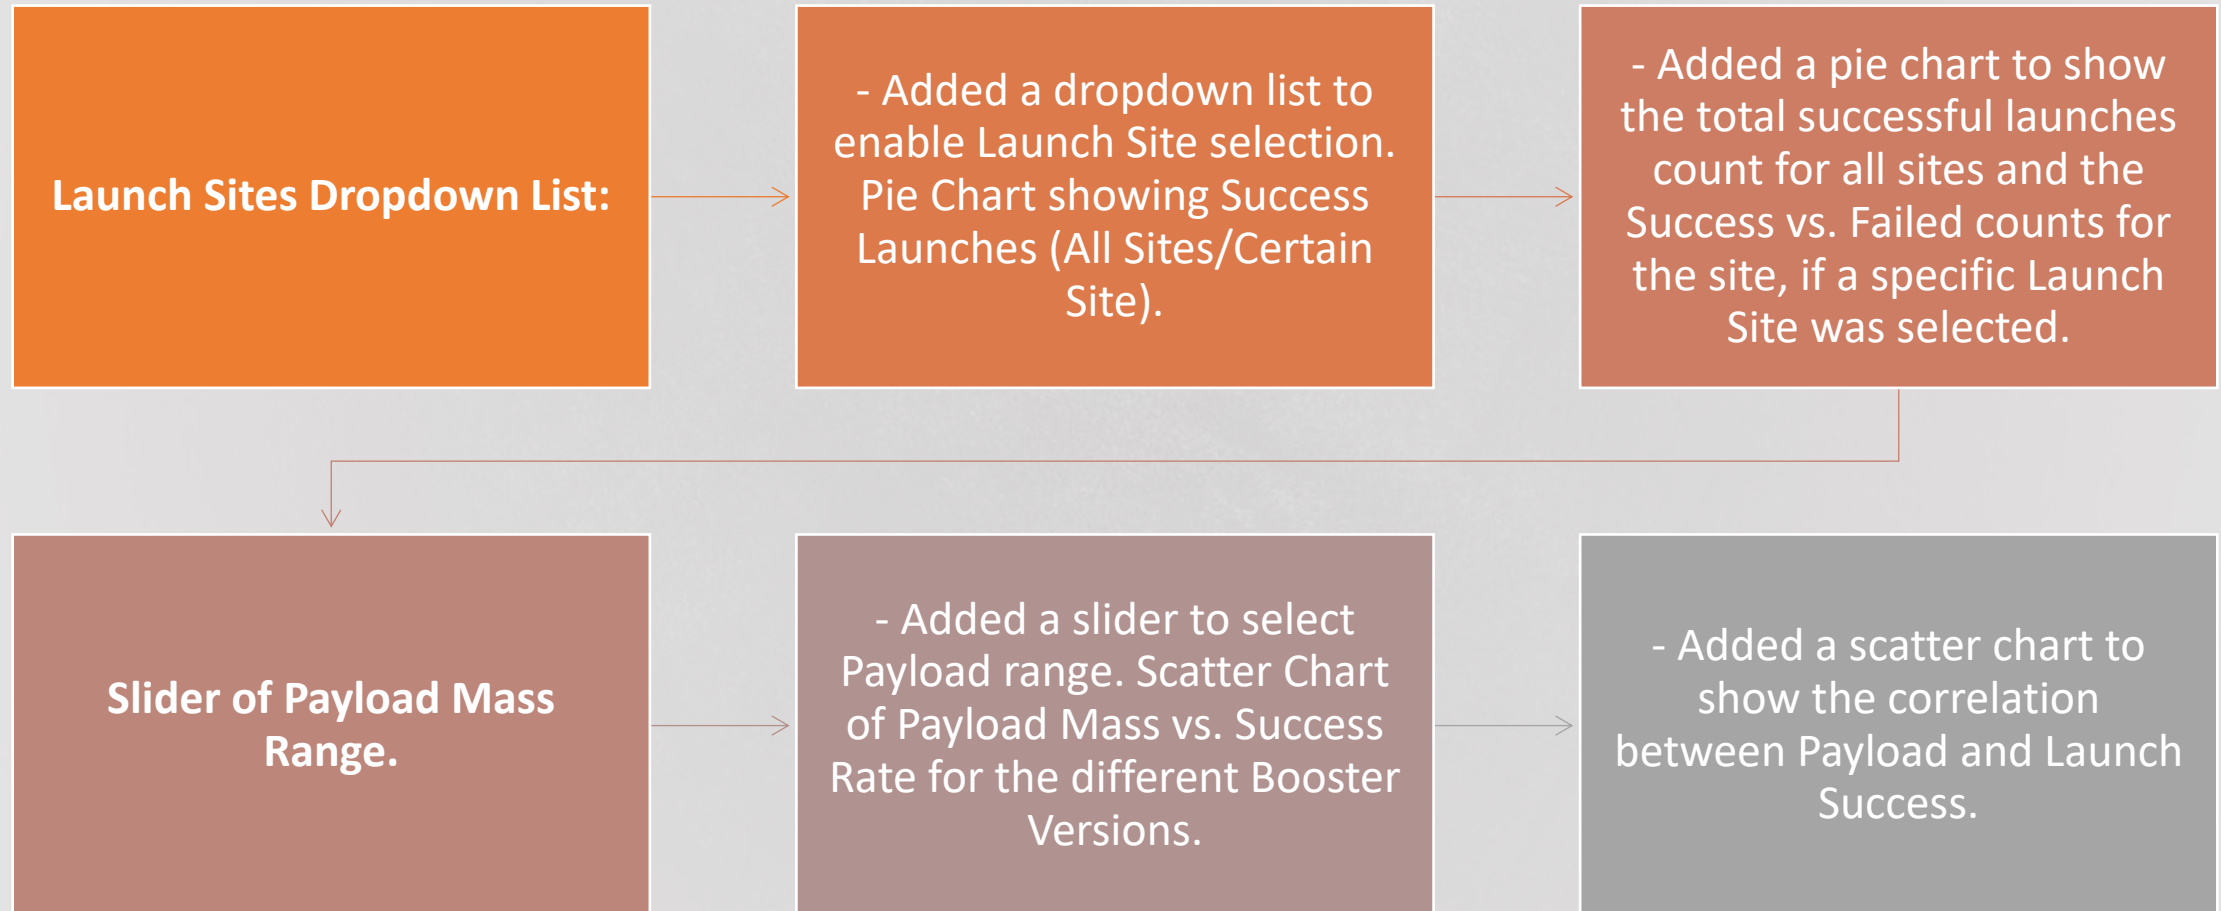 Launch Sites Dropdown List:
- Added a dropdown list to
enable Launch Site selection.
Pie Chart showing Success
Launches (All Sites/Certain
Site).
- Added a pie chart to show
the total successful launches
count for all sites and the
Success vs. Failed counts for
the site, if a specific Launch
Site was selected.
Slider of Payload Mass
Range.
- Added a slider to select
Payload range. Scatter Chart
of Payload Mass vs. Success
Rate for the different Booster
Versions.
- Added a scatter chart to
show the correlation
between Payload and Launch
Success.